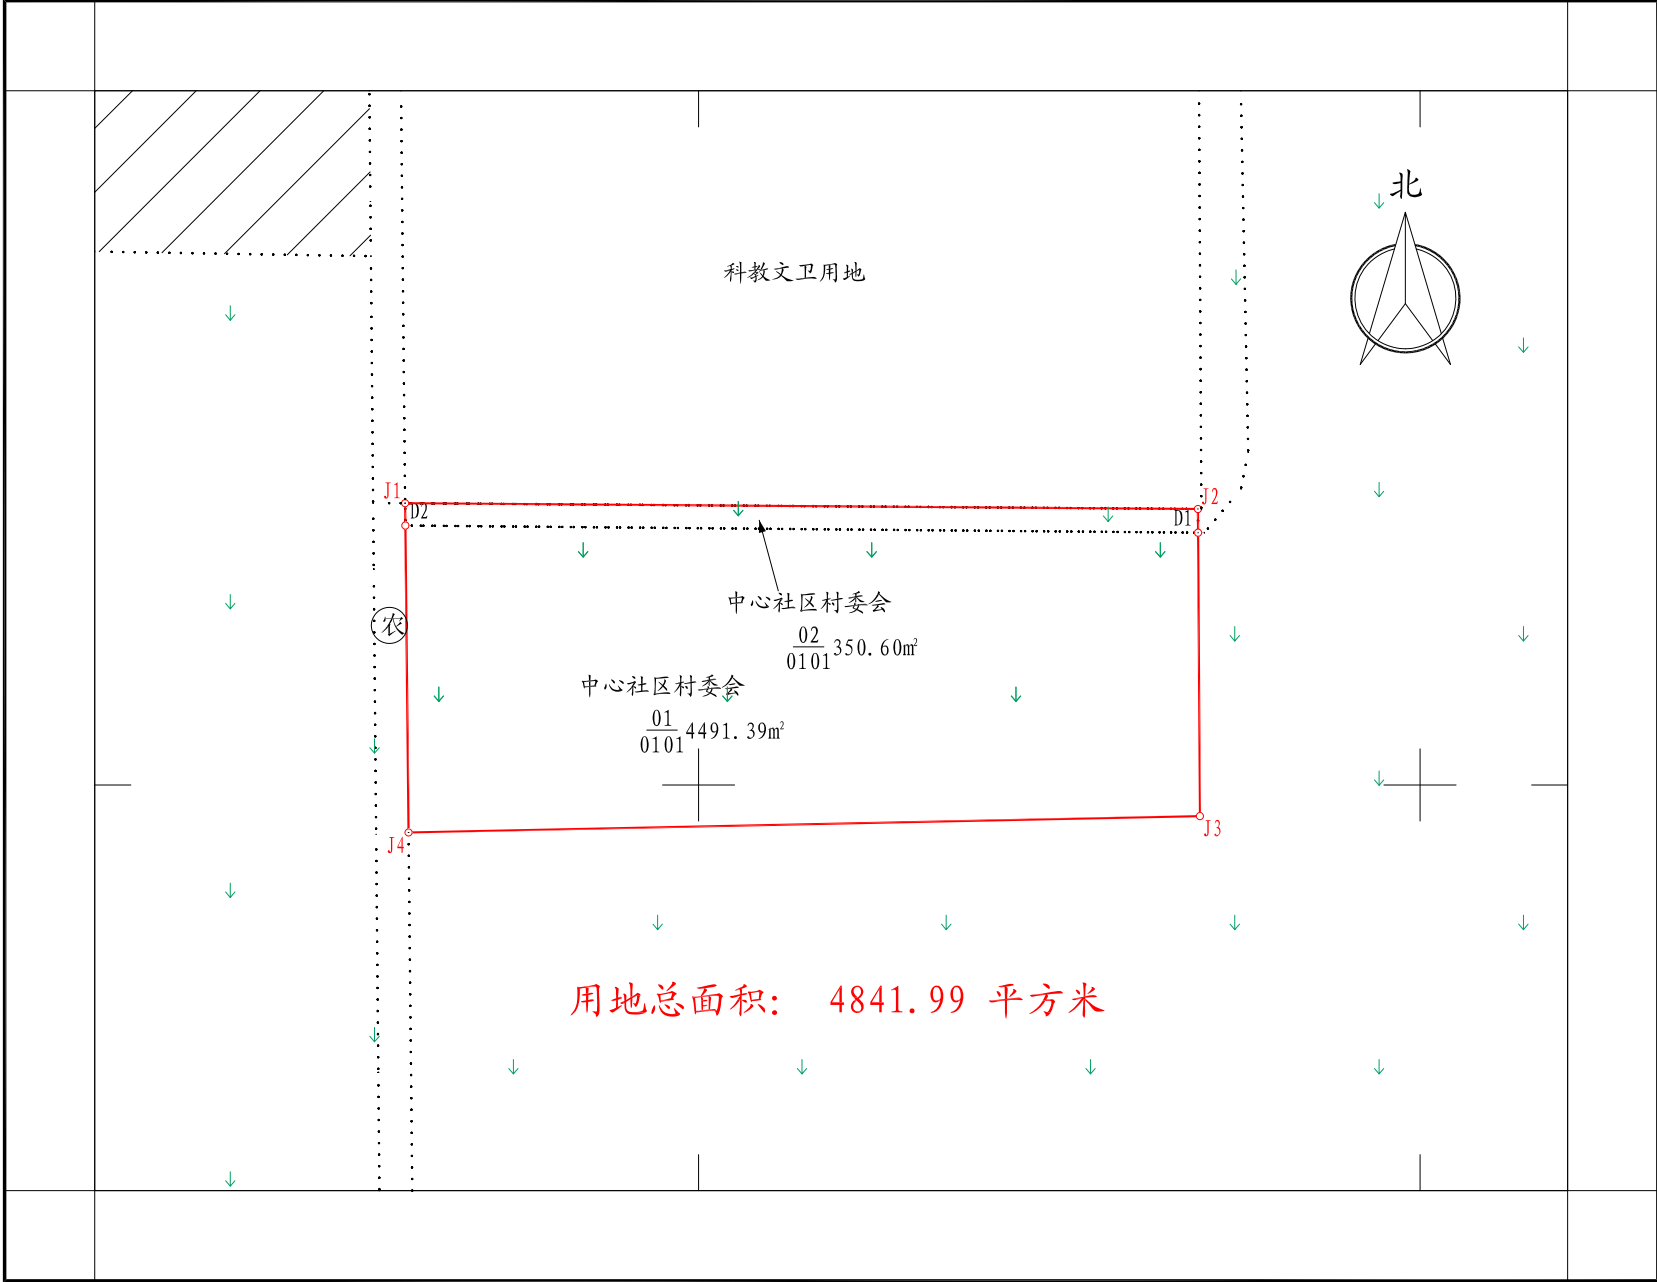 北
科教文卫用地
J1
J2
D2
D1
农
中心社区村委会
02
0101 350.60m²
中心社区村委会
01
0101 4491.39m²
J4
J3
用地总面积： 4841.99 平方米